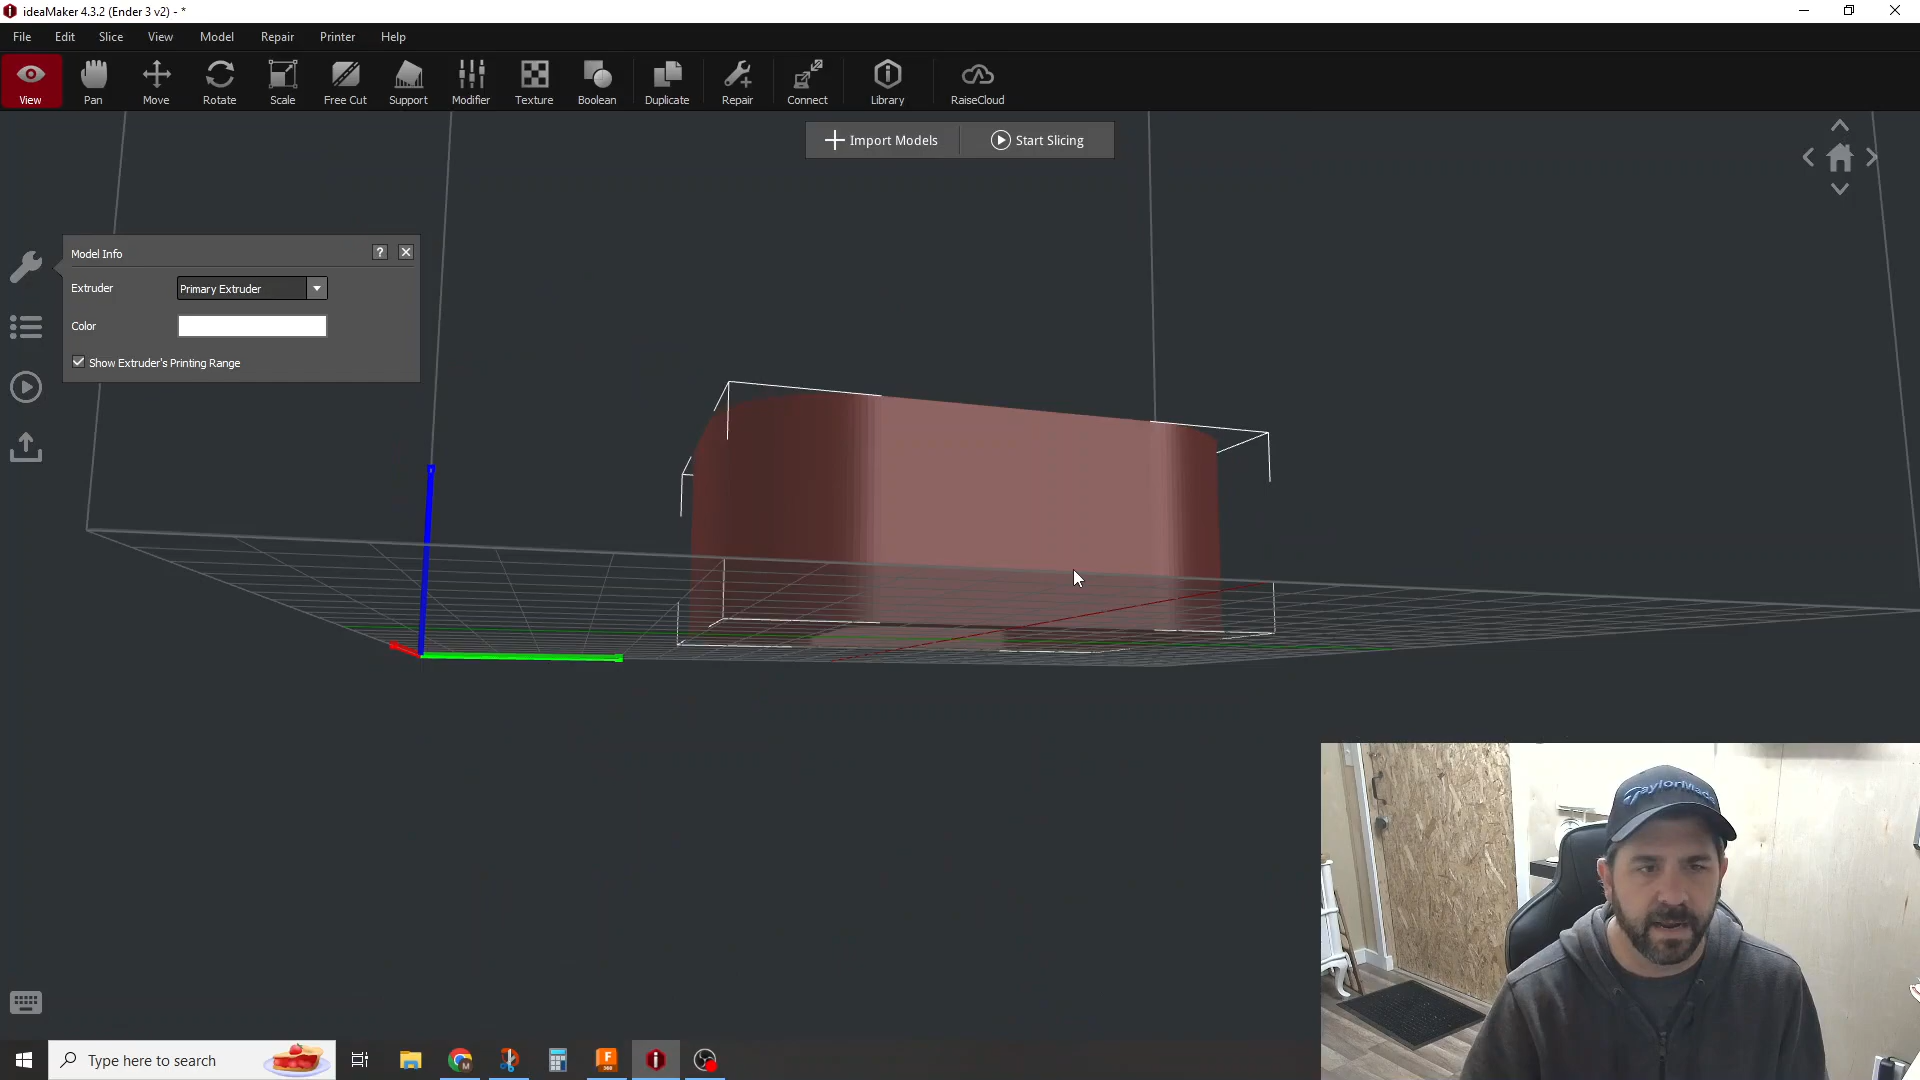 ideaMaker 4.3.2 (Ender 3 v2) - *
File Edit Slice View Model Repair Printer Help
View Pan Move Rotate Scale Free Cut Support Modifier Texture Boolean Duplicate Repair Connect Library RaiseCloud
Import Models Start Slicing
Model Info ?
Extruder Primary Extruder
Color
Show Extruder's Printing Range
TaylorMade
Type here to search
M
F
360